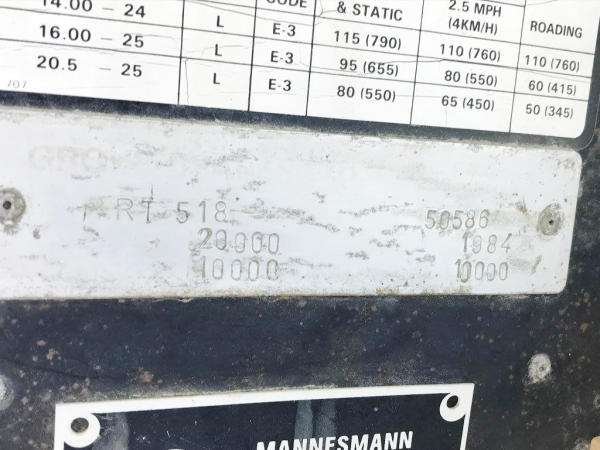 CODE & STATIC 2.5 MPH (4KM/H) ROADING
14.00 - 24 L E-3 115 (790) 110 (760) 110 (760)
16.00 - 25 L E-3 95 (655) 80 (550) 60 (415)
20.5 - 25 L E-3 80 (550) 65 (450) 50 (345)
707
RT 518 50586
20000 1984
10000 10000
MANNESMANN